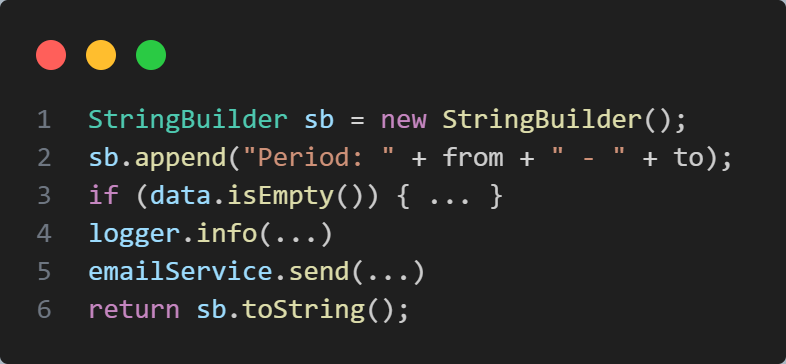 1 StringBuilder sb = new StringBuilder();
2 sb.append("Period: " + from + " - " + to);
3 if (data.isEmpty()) { ... }
4 logger.info(...)
5 emailService.send(...)
6 return sb.toString();